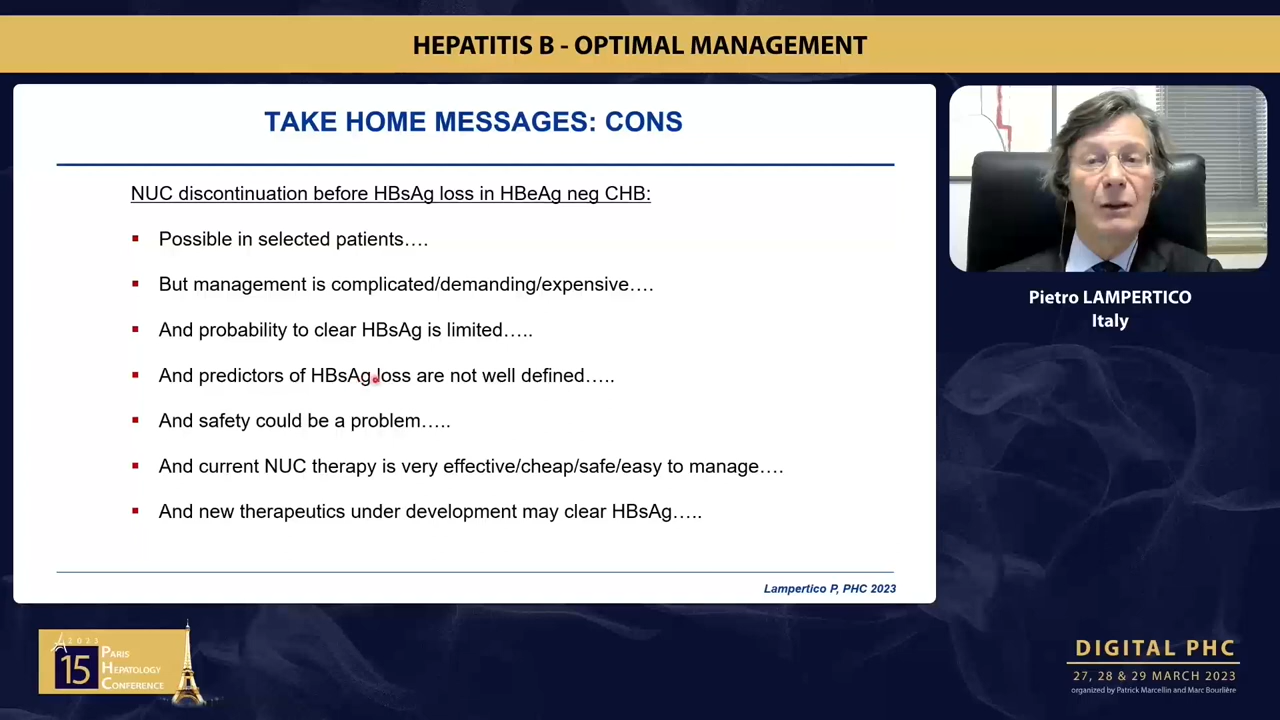 HEPATITIS B - OPTIMAL MANAGEMENT
TAKE HOME MESSAGES: CONS
NUC discontinuation before HBsAg loss in HBeAg neg CHB:
Possible in selected patients….
But management is complicated/demanding/expensive….
And probability to clear HBsAg is limited…..
And predictors of HBsAg loss are not well defined…..
And safety could be a problem…..
And current NUC therapy is very effective/cheap/safe/easy to manage….
And new therapeutics under development may clear HBsAg…..
Lampertico P, PHC 2023
Pietro LAMPERTICO
Italy
2023
15
PARIS
HEPATOLOGY
CONFERENCE
DIGITAL PHC
27, 28 & 29 MARCH 2023
organized by Patrick Marcellin and Marc Bourlière